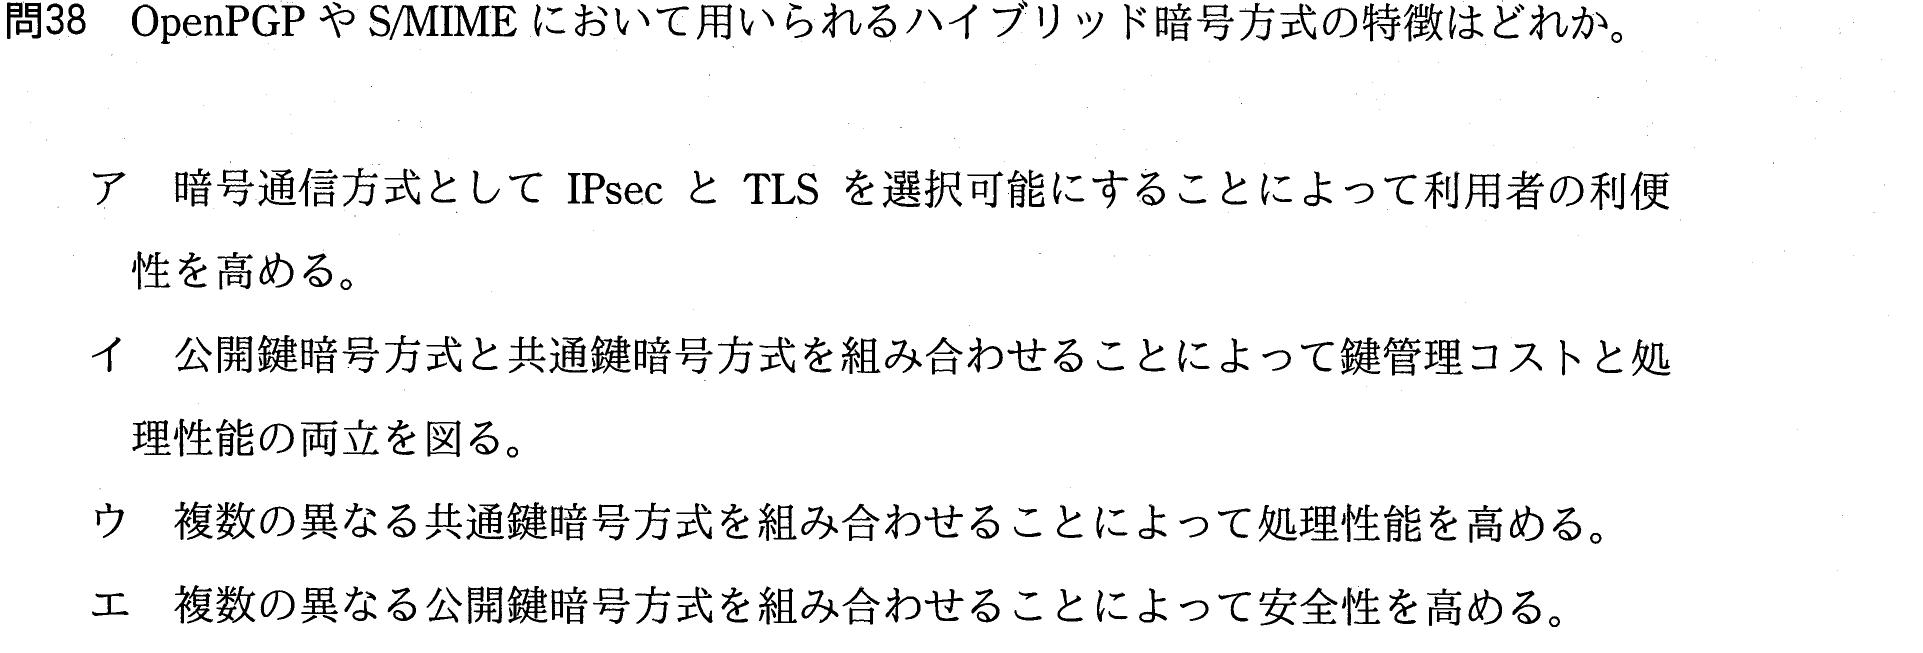 問38 OpenPGP や S/MIME において用いられるハイブリッド暗号方式の特徴はどれか。
ア 暗号通信方式として IPsec と TLS を選択可能にすることによって利用者の利便
性を高める。
イ 公開鍵暗号方式と共通鍵暗号方式を組み合わせることによって鍵管理コストと処
理性能の両立を図る。
ウ 複数の異なる共通鍵暗号方式を組み合わせることによって処理性能を高める。
エ 複数の異なる公開鍵暗号方式を組み合わせることによって安全性を高める。